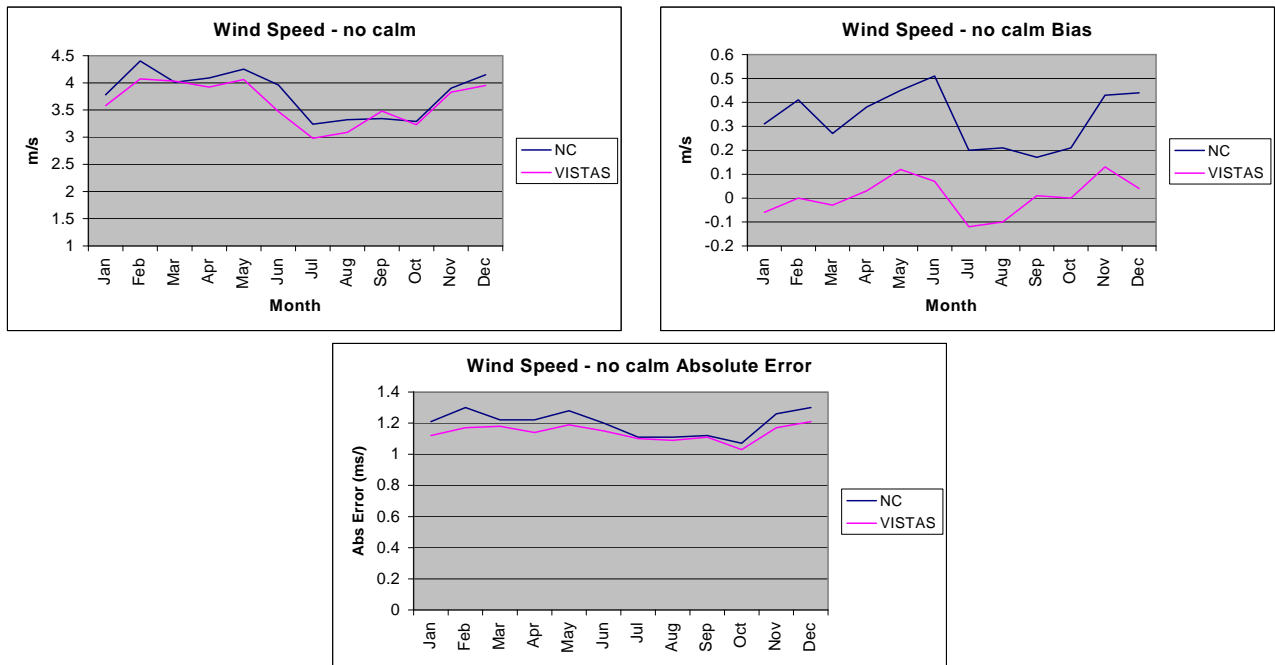 Wind Speed - no calm
4.5
4
3.5
3
2.5
2
1.5
1
m/s
Jan Feb Mar Apr May Jun Jul Aug Sep Oct Nov Dec
Month
NC
VISTAS
Wind Speed - no calm Bias
0.6
0.5
0.4
0.3
0.2
0.1
0
-0.1
-0.2
m/s
Jan Feb Mar Apr May Jun Jul Aug Sep Oct Nov Dec
Month
NC
VISTAS
Wind Speed - no calm Absolute Error
1.4
1.2
1
0.8
0.6
0.4
0.2
0
Abs Error (ms/)
Jan Feb Mar Apr May Jun Jul Aug Sep Oct Nov Dec
NC
VISTAS